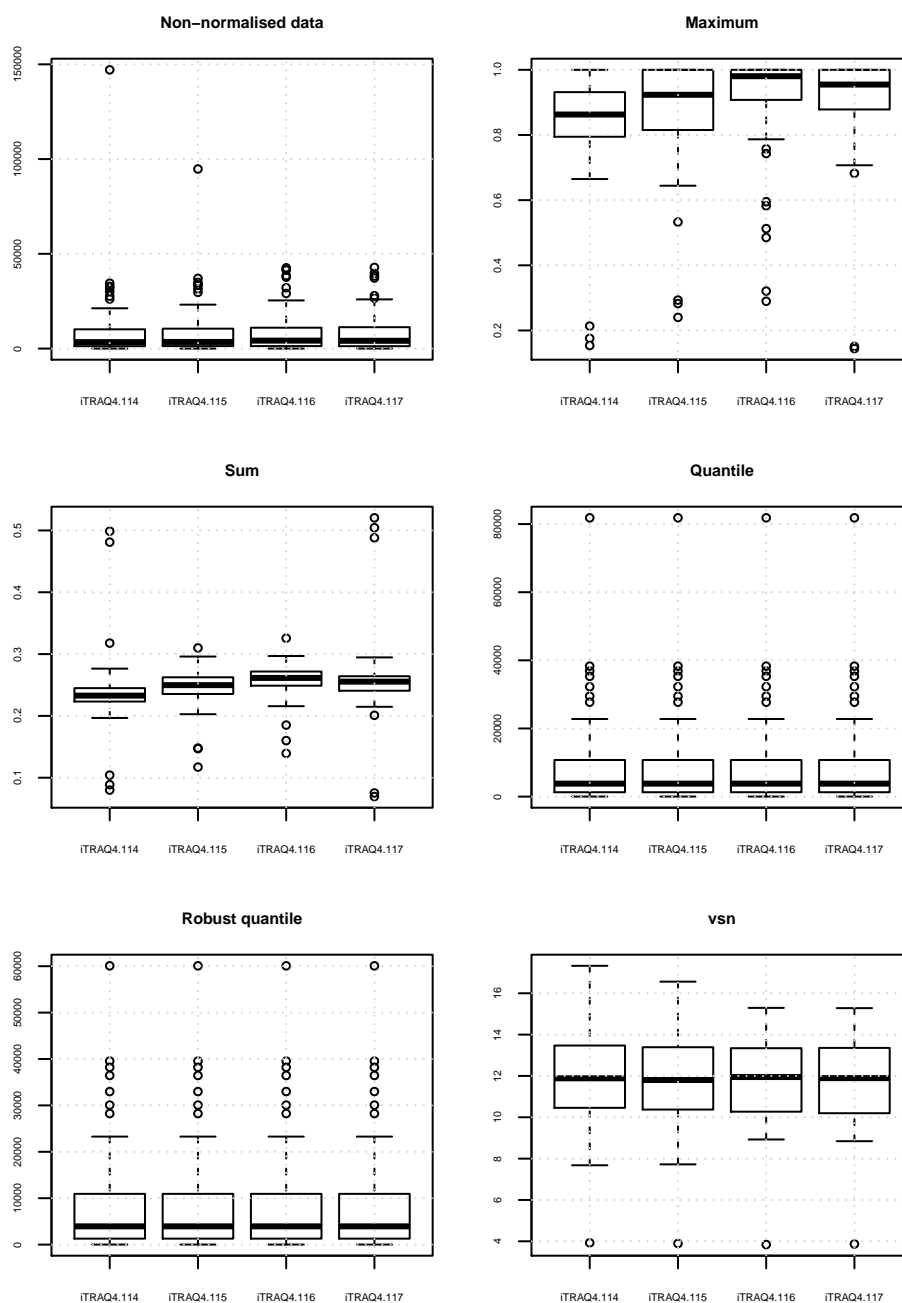 Non−normalised data
150000
100000
50000
0
iTRAQ4.114 iTRAQ4.115 iTRAQ4.116 iTRAQ4.117
Maximum
1.0
0.8
0.6
0.4
0.2
iTRAQ4.114 iTRAQ4.115 iTRAQ4.116 iTRAQ4.117
Sum
0.5
0.4
0.3
0.2
0.1
iTRAQ4.114 iTRAQ4.115 iTRAQ4.116 iTRAQ4.117
Quantile
80000
60000
40000
20000
0
iTRAQ4.114 iTRAQ4.115 iTRAQ4.116 iTRAQ4.117
Robust quantile
60000
50000
40000
30000
20000
10000
0
iTRAQ4.114 iTRAQ4.115 iTRAQ4.116 iTRAQ4.117
vsn
16
14
12
10
8
6
4
iTRAQ4.114 iTRAQ4.115 iTRAQ4.116 iTRAQ4.117